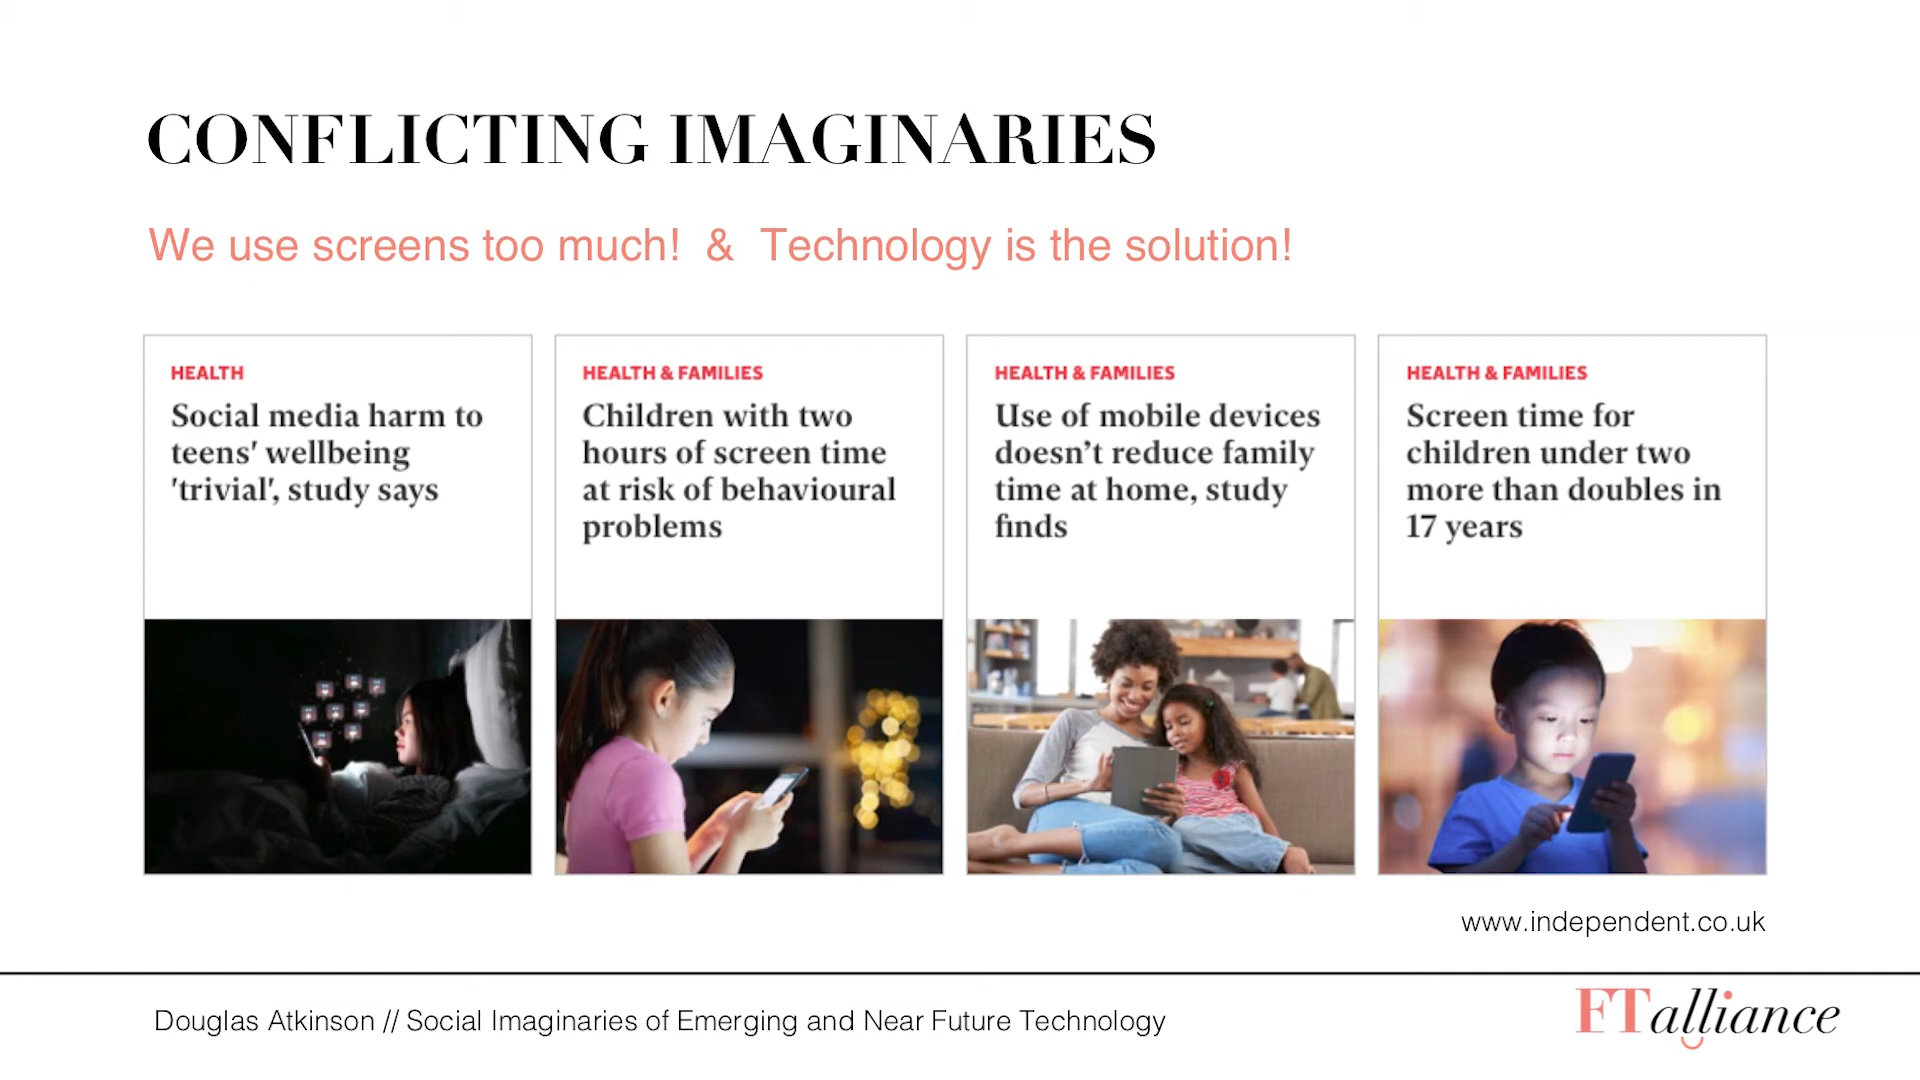 CONFLICTING IMAGINARIES
We use screens too much! & Technology is the solution!
HEALTH
Social media harm to
teens' wellbeing
'trivial', study says
HEALTH & FAMILIES
Children with two
hours of screen time
at risk of behavioural
problems
HEALTH & FAMILIES
Use of mobile devices
doesn’t reduce family
time at home, study
finds
HEALTH & FAMILIES
Screen time for
children under two
more than doubles in
17 years
www.independent.co.uk
Douglas Atkinson // Social Imaginaries of Emerging and Near Future Technology
FTalliance